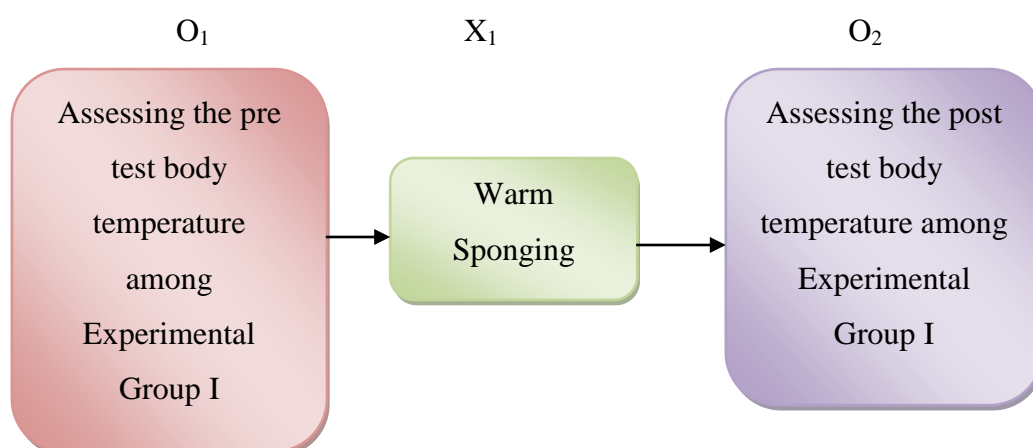 O₁ X₁ O₂
Assessing the pre
test body
temperature
among
Experimental
Group I
Warm
Sponging
Assessing the post
test body
temperature among
Experimental
Group I